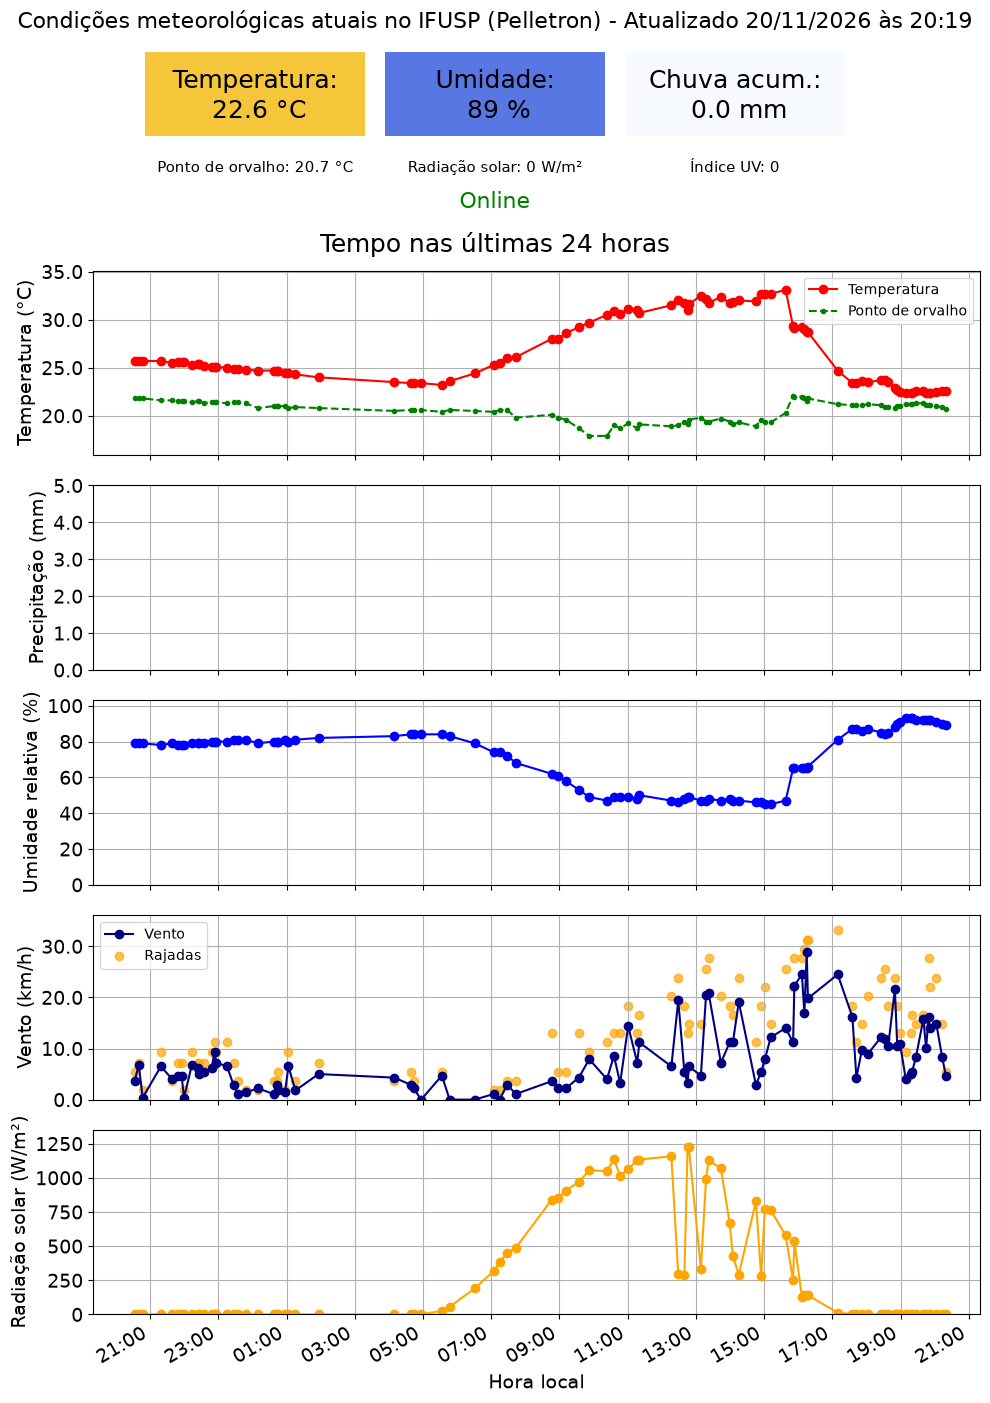 Condições meteorológicas atuais no IFUSP (Pelletron) - Atualizado 20/11/2026 às 20:19
Temperatura:
22.6 °C
Umidade:
89 %
Chuva acum.:
0.0 mm
Ponto de orvalho: 20.7 °C
Radiação solar: 0 W/m²
Índice UV: 0
Online
Tempo nas últimas 24 horas
Temperatura (°C)
35.0
30.0
25.0
20.0
Temperatura
Ponto de orvalho
Precipitação (mm)
5.0
4.0
3.0
2.0
1.0
0.0
Umidade relativa (%)
100
80
60
40
20
0
Vento (km/h)
30.0
20.0
10.0
0.0
Vento
Rajadas
Radiação solar (W/m²)
1250
1000
750
500
250
0
21:00
23:00
01:00
03:00
05:00
07:00
09:00
11:00
13:00
15:00
17:00
19:00
21:00
Hora local